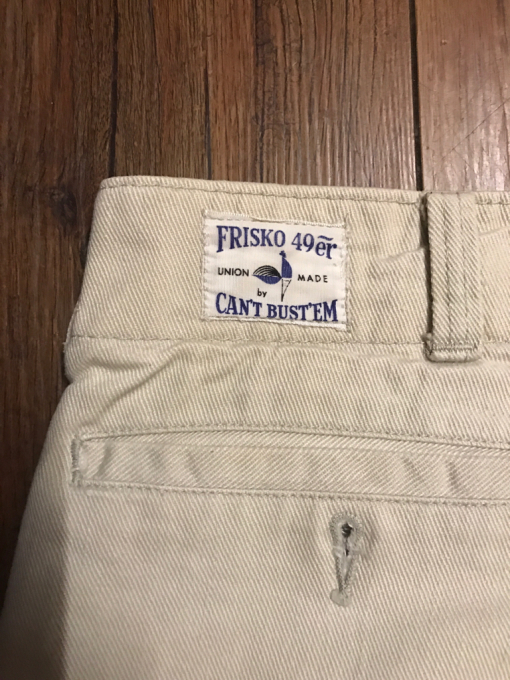 FRISKO 49er
UNION MADE
by
CAN'T BUST'EM